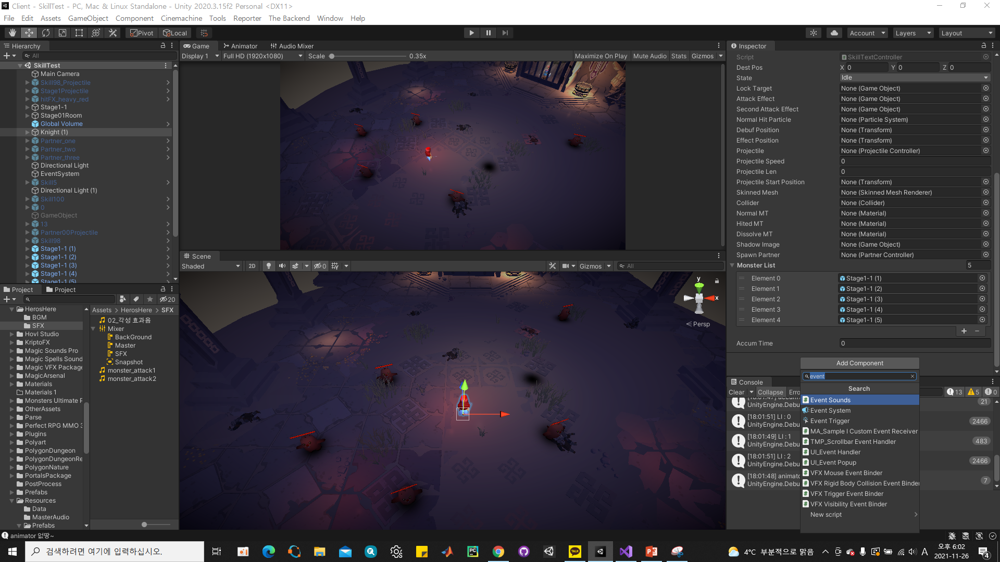 Client - SkillTest - PC, Mac & Linux Standalone - Unity 2020.3.15f2 Personal <DX11>
File Edit Assets GameObject Component Cinemachine Tools Reporter The Backend Window Help
Pivot Local
Account Layers Layout
Hierarchy
All
SkillTest
Main Camera
Skill98_Projectile
Stage1Projectile
hitFX_heavy_red
Stage1-1
Stage01Room
Global Volume
Knight (1)
Partner_one
Partner_two
Partner_three
Directional Light
EventSystem
Skill5
Directional Light (1)
Skill100
0
GameObject
13
Partner00Projectile
Skill98
Stage1-1 (1)
Stage1-1 (2)
Stage1-1 (3)
Stage1-1 (4)
Stage1-1 (5)
Game Animator Audio Mixer
Display 1 Full HD (1920x1080) Scale 0.35x Maximize On Play Mute Audio Stats Gizmos
Scene
Shaded 2D 0 Gizmos All
y
x
Persp
Project Project
20
HerosHere
BGM
SFX
Hovl Studio
KriptoFX
Magic Sounds Pro
Magic Spells Sound
Magic VFX Package
MagicArsenal
Materials
Materials 1
Monsters Ultimate P
OtherAssets
Parse
Perfect RPG MMO 3
Plugins
Polyart
PolygonDungeon
PolygonDungeonRe
PolygonNature
PortalsPackage
PostProcess
Prefabs
Resources
Data
MasterAudio
Prefabs
Assets > HerosHere > SFX
02_각성 효과음
Mixer
BackGround
Master
SFX
Snapshot
monster_attack1
monster_attack2
Inspector
Script SkillTextController
Dest Pos X 0 Y 0 Z 0
State Idle
Lock Target None (Game Object)
Attack Effect None (Game Object)
Second Attack Effect None (Game Object)
Normal Hit Particle None (Particle System)
Debuf Position None (Transform)
Effect Position None (Transform)
Projectile None (Projectile Controller)
Projectile Speed 0
Projectile Len 0
Projectile Start Position None (Transform)
Skinned Mesh None (Skinned Mesh Renderer)
Collider None (Collider)
Normal MT None (Material)
Hited MT None (Material)
Dissolve MT None (Material)
Shadow Image None (Game Object)
Spawn Partner None (Partner Controller)
Monster List 5
Element 0 Stage1-1 (1)
Element 1 Stage1-1 (2)
Element 2 Stage1-1 (3)
Element 3 Stage1-1 (4)
Element 4 Stage1-1 (5)
Accum Time 0
Add Component
event
Search
Event Sounds
Event System
Event Trigger
MA_Sample I Custom Event Receiver
TMP_Scrollbar Event Handler
UI_Event Handler
UI_Event Popup
VFX Mouse Event Binder
VFX Rigid Body Collision Event Binder
VFX Trigger Event Binder
VFX Visibility Event Binder
New script
Console
Clear Collapse Erro 13 5 0
UnityEngine.Debu 21
[18:01:51] LI : 0
UnityEngine.Debu 2466
[18:01:49] LI : 1
UnityEngine.Debu 483
[18:01:51] LI : 2
UnityEngine.Debu 2466
[18:01:48] animato
UnityEngine.Debu 7
animator 없땅~
검색하려면 여기에 입력하십시오.
PC
TALK
4°C 부분적으로 맑음
A
오후 6:02
2021-11-26
4